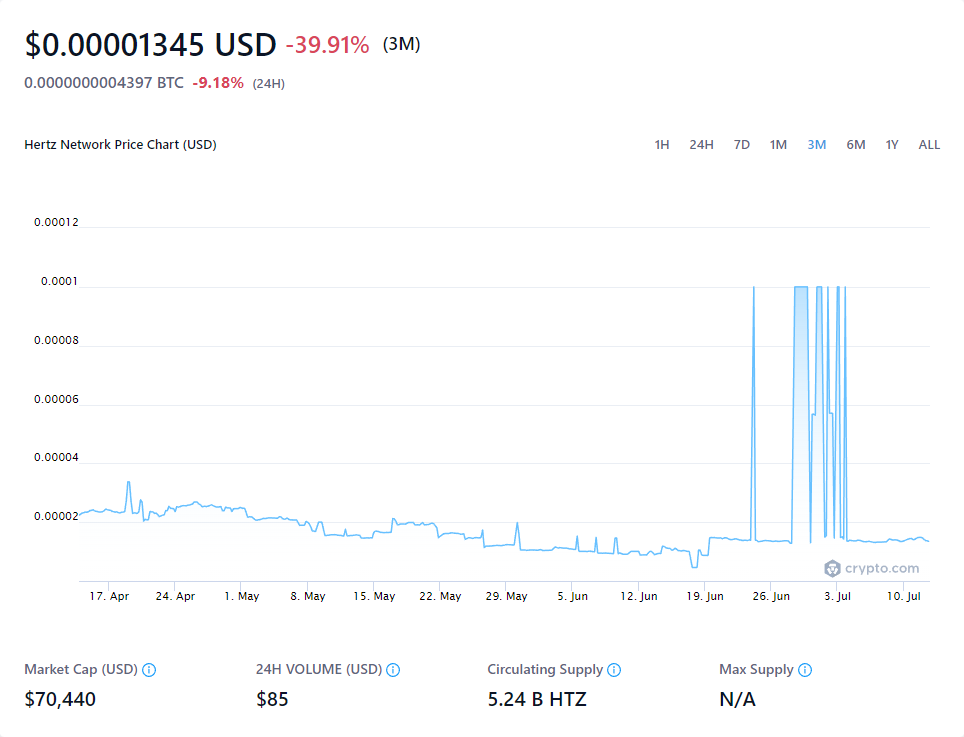 $0.00001345 USD -39.91% (3M)
0.0000000004397 BTC -9.18% (24H)
Hertz Network Price Chart (USD) 1H 24H 7D 1M 3M 6M 1Y ALL
0.00012
0.0001
0.00008
0.00006
0.00004
0.00002
crypto.com
17. Apr 24. Apr 1. May 8. May 15. May 22. May 29. May 5. Jun 12. Jun 19. Jun 26. Jun 3. Jul 10. Jul
Market Cap (USD) 24H VOLUME (USD) Circulating Supply Max Supply
$70,440 $85 5.24 B HTZ N/A